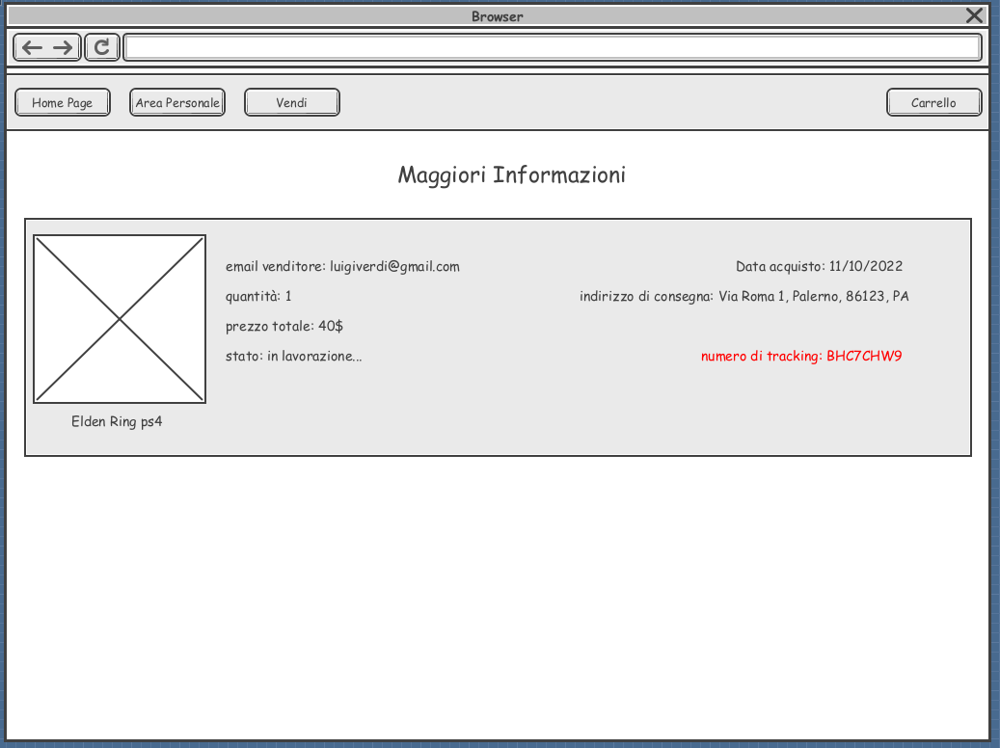 Browser
Home Page
Area Personale
Vendi
Carrello
Maggiori Informazioni
email venditore: luigiverdi@gmail.com
Data acquisto: 11/10/2022
quantità: 1
indirizzo di consegna: Via Roma 1, Palerno, 86123, PA
prezzo totale: 40$
stato: in lavorazione...
numero di tracking: BHC7CHW9
Elden Ring ps4